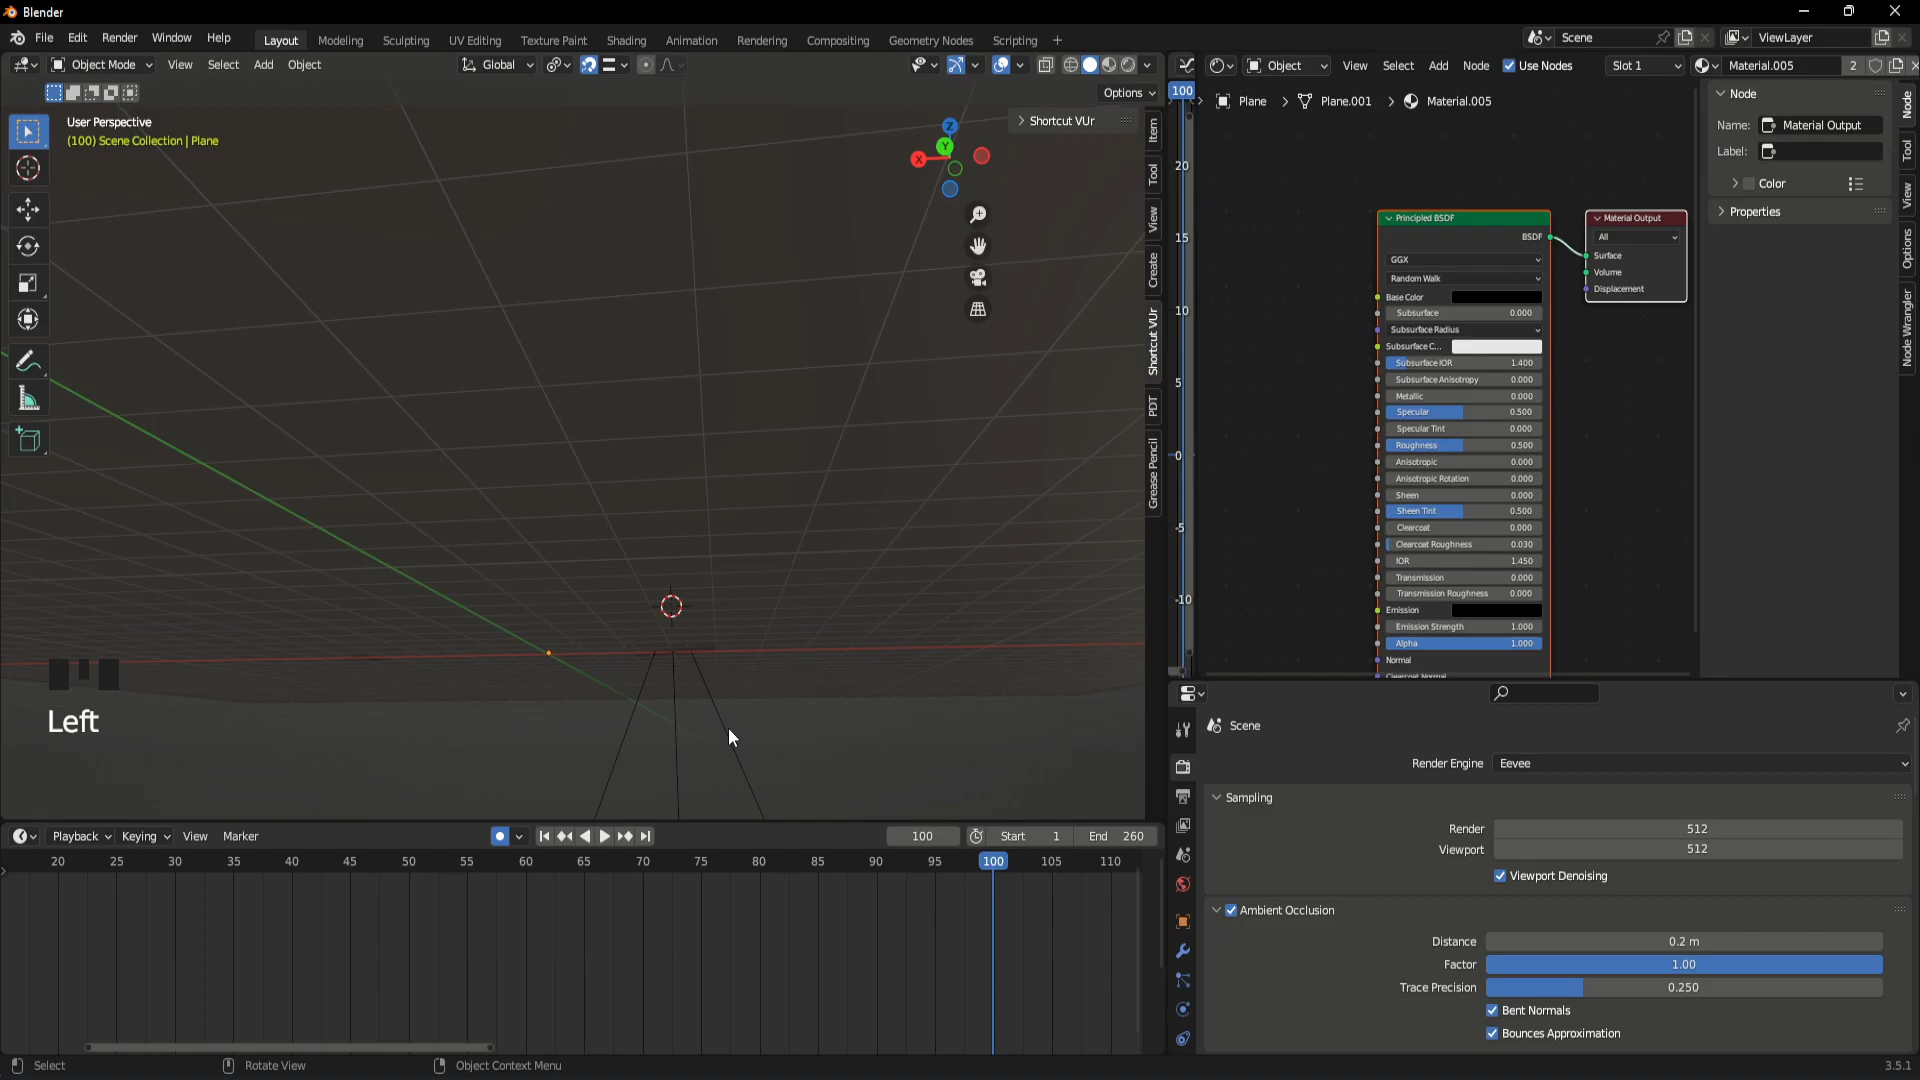 Blender
File Edit Render Window Help
Layout Modeling Sculpting UV Editing Texture Paint Shading Animation Rendering Compositing Geometry Nodes Scripting +
Scene
ViewLayer
Object Mode View Select Add Object
Global
Object View Select Add Node Use Nodes Slot 1 Material.005 2
Options
User Perspective
(100) Scene Collection | Plane
Shortcut VUr
Z
Y
X
Item
Tool
View
Create
Shortcut VUr
PDT
Grease Pencil
100
20
15
10
5
0
-5
-10
Plane Plane.001 Material.005
Principled BSDF
BSDF
GGX
Random Walk
Base Color
Subsurface 0.000
Subsurface Radius
Subsurface C...
Subsurface IOR 1.400
Subsurface Anisotropy 0.000
Metallic 0.000
Specular 0.500
Specular Tint 0.000
Roughness 0.500
Anisotropic 0.000
Anisotropic Rotation 0.000
Sheen 0.000
Sheen Tint 0.500
Clearcoat 0.000
Clearcoat Roughness 0.030
IOR 1.450
Transmission 0.000
Transmission Roughness 0.000
Emission
Emission Strength 1.000
Alpha 1.000
Normal
Clearcoat Normal
Material Output
All
Surface
Volume
Displacement
Node
Name: Material Output
Label:
Color
Properties
Node
Tool
View
Options
Node Wrangler
Left
Scene
Render Engine Eevee
Sampling
Render 512
Viewport 512
Viewport Denoising
Ambient Occlusion
Distance 0.2 m
Factor 1.00
Trace Precision 0.250
Bent Normals
Bounces Approximation
Playback Keying View Marker
100 Start 1 End 260
20 25 30 35 40 45 50 55 60 65 70 75 80 85 90 95 100 105 110
Select Rotate View Object Context Menu
3.5.1